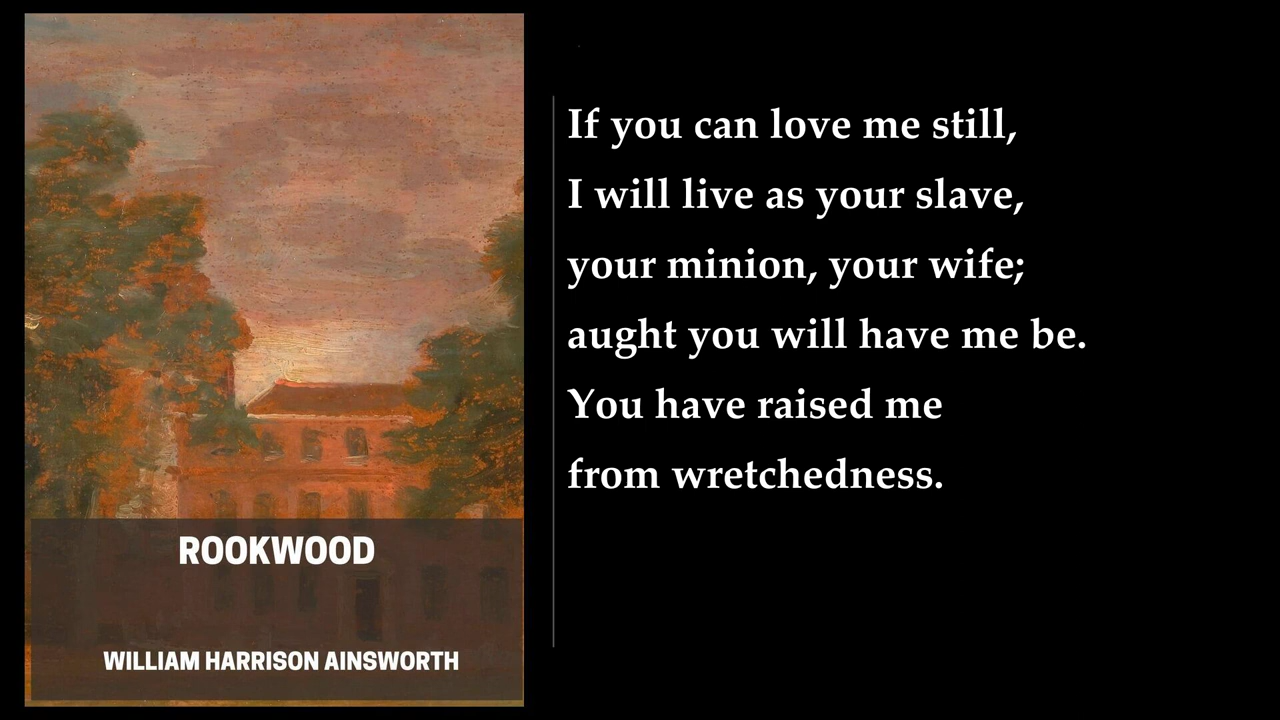 ROOKWOOD
WILLIAM HARRISON AINSWORTH
If you can love me still,
I will live as your slave,
your minion, your wife;
aught you will have me be.
You have raised me
from wretchedness.